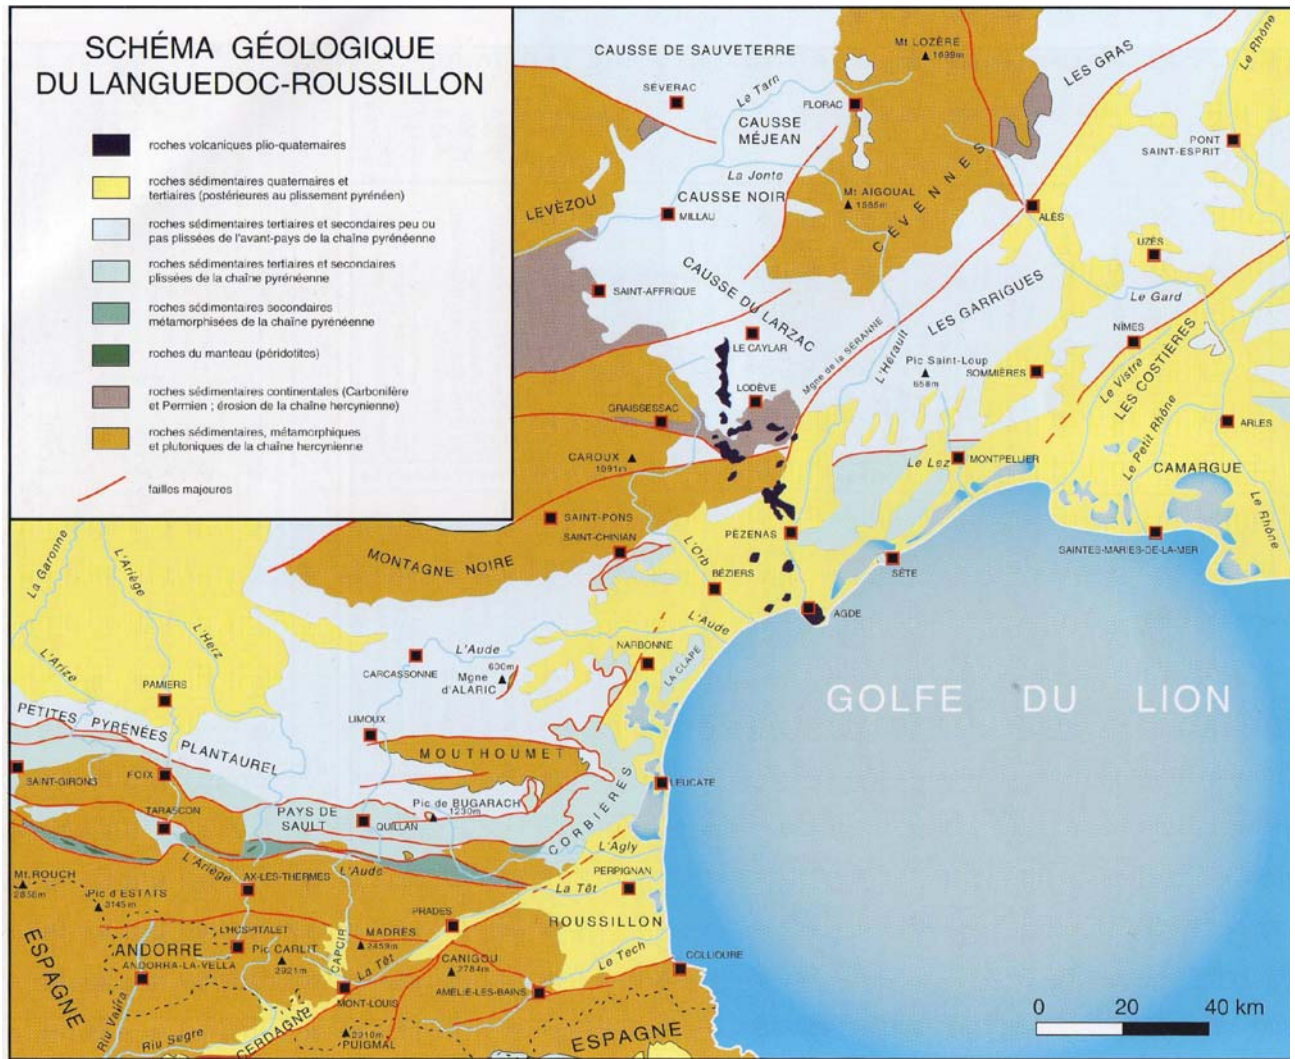 SCHÉMA GÉOLOGIQUE
DU LANGUEDOC-ROUSSILLON
roches volcaniques plio-quaternaires
roches sédimentaires quaternaires et
tertiaires (postérieures au plissement pyrénéen)
roches sédimentaires tertiaires et secondaires peu ou
pas plissées de l'avant-pays de la chaîne pyrénéenne
roches sédimentaires tertiaires et secondaires
plissées de la chaîne pyrénéenne
roches sédimentaires secondaires
métamorphisées de la chaîne pyrénéenne
roches du manteau (péridotites)
roches sédimentaires continentales (Carbonifère
et Permien ; érosion de la chaîne hercynienne)
roches sédimentaires, métamorphiques
et plutoniques de la chaîne hercynienne
failles majeures
CAUSSE DE SAUVETERRE
Mt LOZÈRE
1699m
LES GRAS
Le Rhône
SÉVERAC
Le Tarn
FLORAC
CAUSSE
MÉJEAN
PONT
SAINT-ESPRIT
La Jonte
LEVÈZOU
CAUSSE NOIR
MILLAU
Mt AIGOUAL
1565m
CÉVENNES
ALÈS
UZÈS
SAINT-AFFRIQUE
CAUSSE DU LARZAC
LES GARRIGUES
Le Gard
LE CAYLAR
Mgne de la SÉRANNE
L'Hérault
Pic Saint-Loup
658m
SOMMIÈRES
NÎMES
Le Vistre
LES COSTIÈRES
LODÈVE
GRAISSESSAC
CAROUX
1091m
Le Lez
MONTPELLIER
Le Petit Rhône
ARLES
CAMARGUE
Le Rhône
SAINT-PONS
SAINT-CHINIAN
PÉZENAS
SAINTES-MARIES-DE-LA-MER
MONTAGNE NOIRE
L'Orb
BÉZIERS
SÈTE
AGDE
La Garonne
L'Ariège
L'Herz
L'Arize
L'Aude
L'Aude
NARBONNE
LA CLAPE
CARCASSONNE
600m
Mgne
d'ALARIC
PAMIERS
GOLFE DU LION
PETITES PYRÉNÉES PLANTAUREL
LIMOUX
MOUTHOUMET
SAINT-GIRONS
FOIX
LEUCATE
TARASCON
PAYS DE
SAULT
QUILLAN
Pic de BUGARACH
1230m
CORBIÈRES
L'Agly
L'Ariège
L'Aude
Mt. ROUCH
2858m
Pic d'ESTATS
3145m
AX-LES-THERMES
PERPIGNAN
La Têt
PRADES
ROUSSILLON
L'HOSPITALET
ANDORRE
ANDORRA-LA-VELLA
Pic CARLIT
2921m
CAPCIR
MADRÈS
2459m
La Têt
CANIGOU
2784m
Le Tech
COLLIOURE
ESPAGNE
MONT-LOUIS
AMÉLIE-LES-BAINS
Riu Valira
Riu Segre
CERDAGNE
2910m
PUIGMAL
ESPAGNE
0 20 40 km